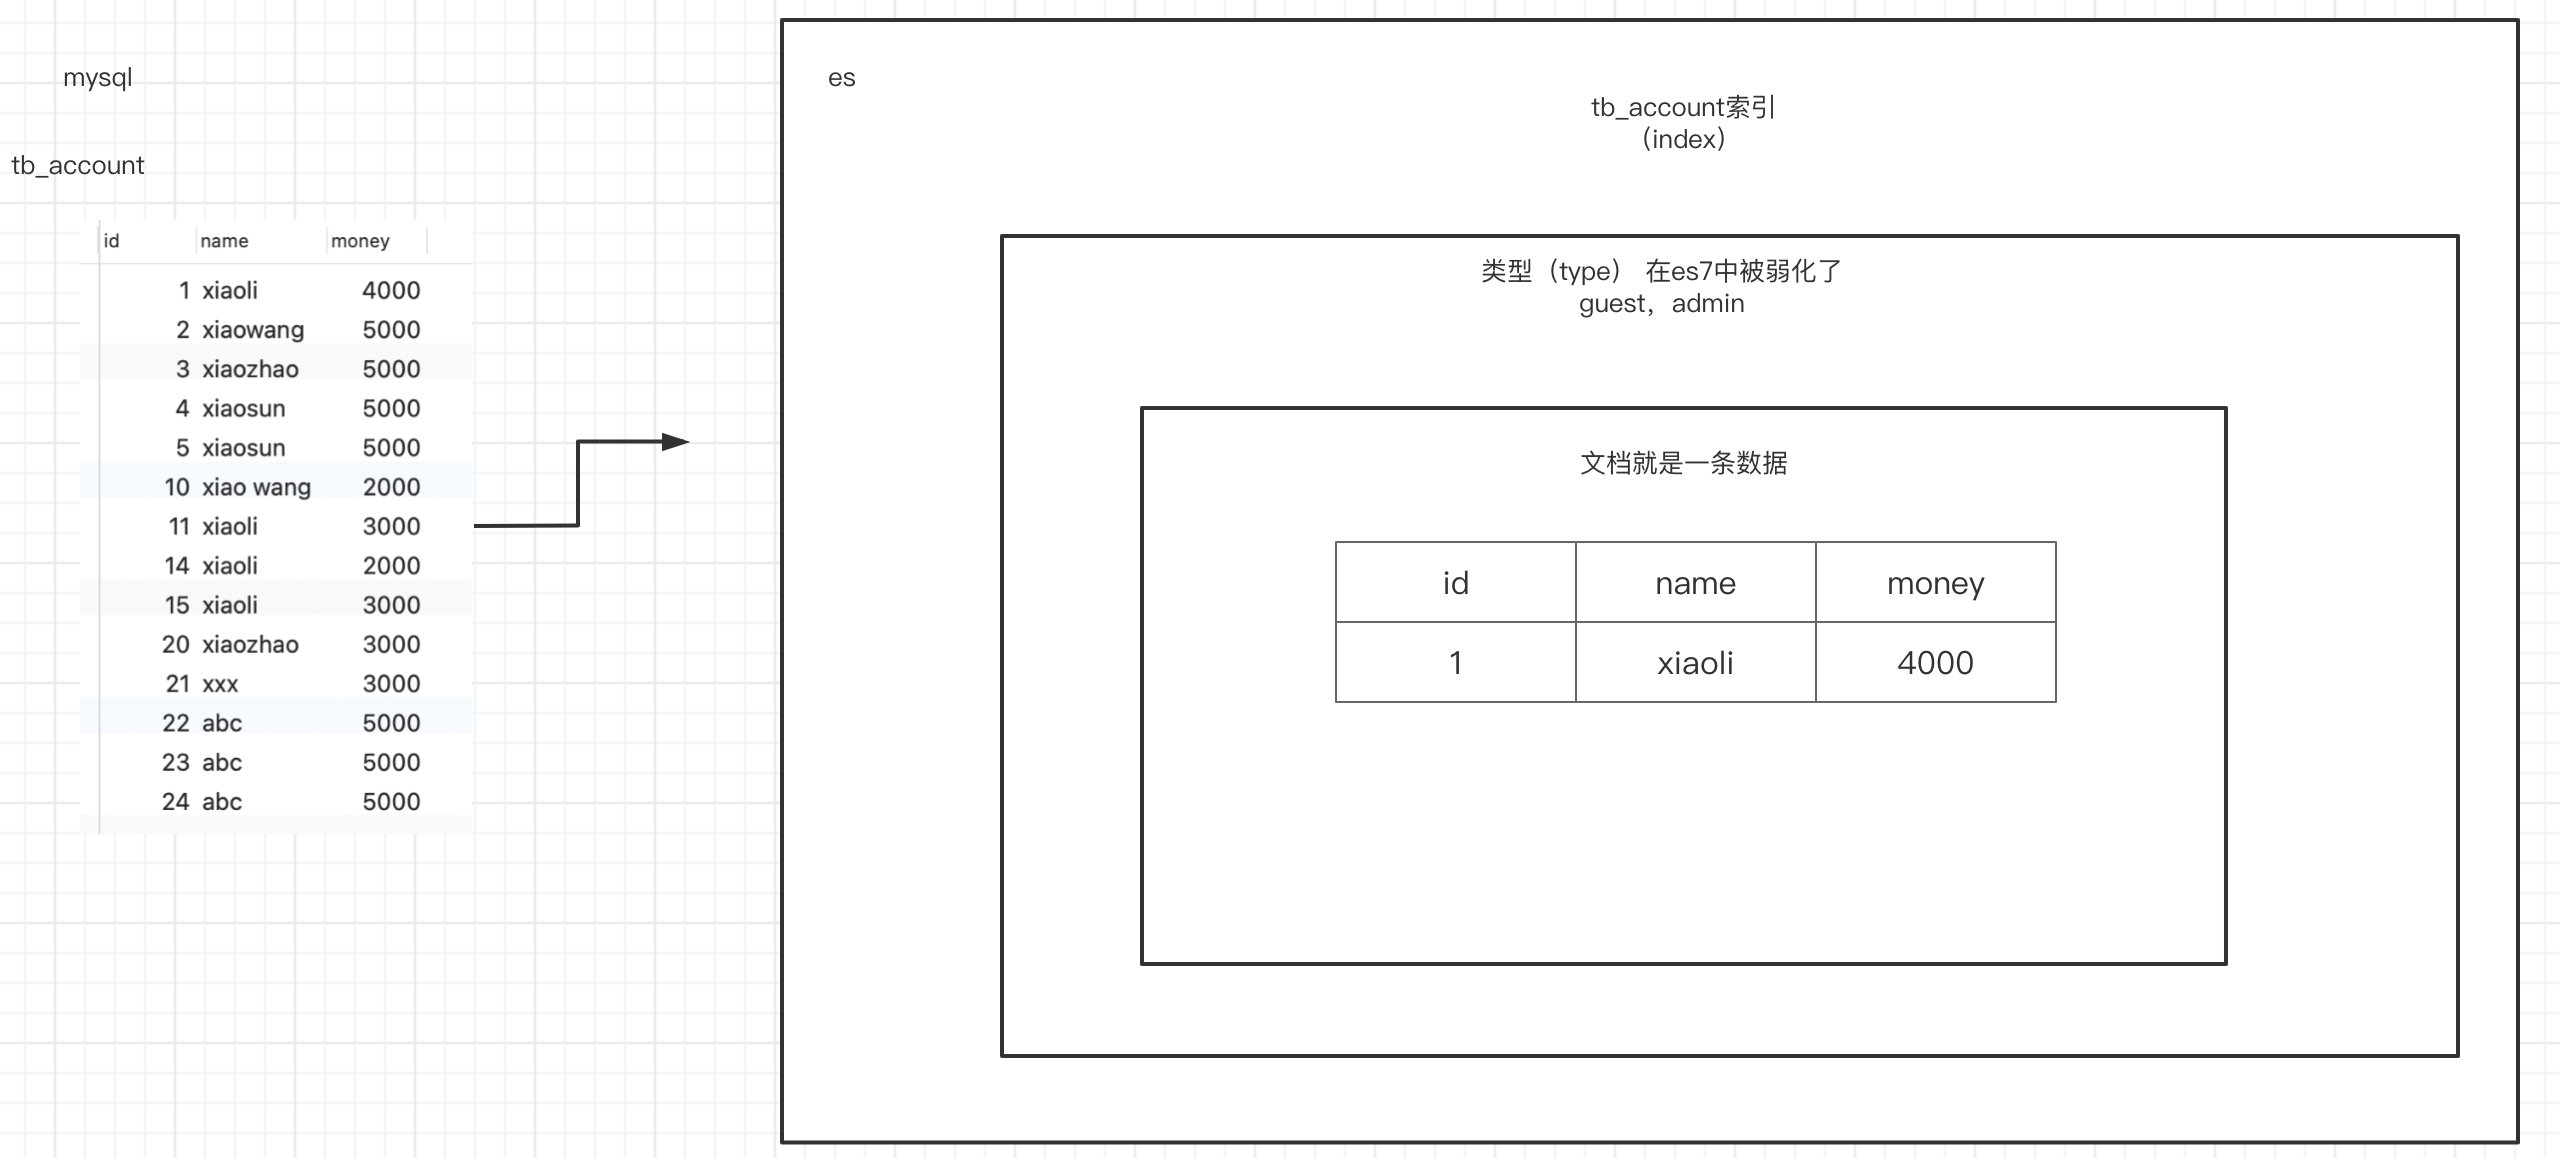 mysql
tb_account
id name money
1 xiaoli 4000
2 xiaowang 5000
3 xiaozhao 5000
4 xiaosun 5000
5 xiaosun 5000
10 xiao wang 2000
11 xiaoli 3000
14 xiaoli 2000
15 xiaoli 3000
20 xiaozhao 3000
21 xxx 3000
22 abc 5000
23 abc 5000
24 abc 5000
es
tb_account索引
（index）
类型（type） 在es7中被弱化了
guest，admin
文档就是一条数据
id name money
1 xiaoli 4000